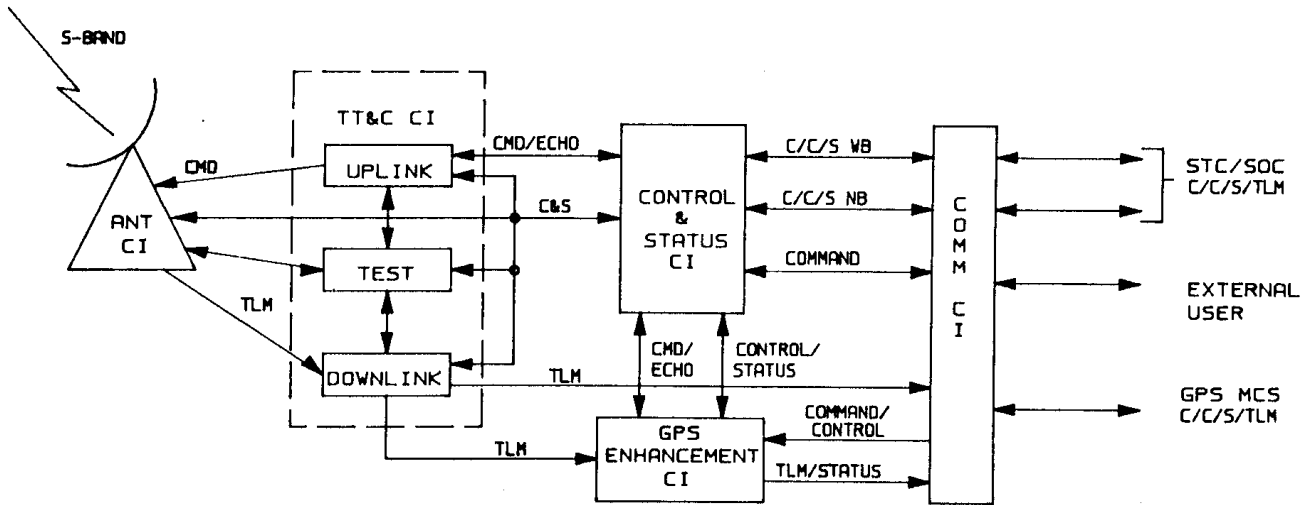 S-BAND
TT&C CI
CMD
UPLINK
CMD/ECHO
C/C/S WB
STC/SOC
C/C/S/TLM
ANT
CI
C&S
CONTROL
&
STATUS
CI
C/C/S NB
COMM CI
TEST
COMMAND
EXTERNAL
USER
TLM
DOWNLINK
TLM
CMD/
ECHO
CONTROL/
STATUS
GPS MCS
C/C/S/TLM
COMMAND/
CONTROL
TLM
GPS
ENHANCEMENT
CI
TLM/STATUS